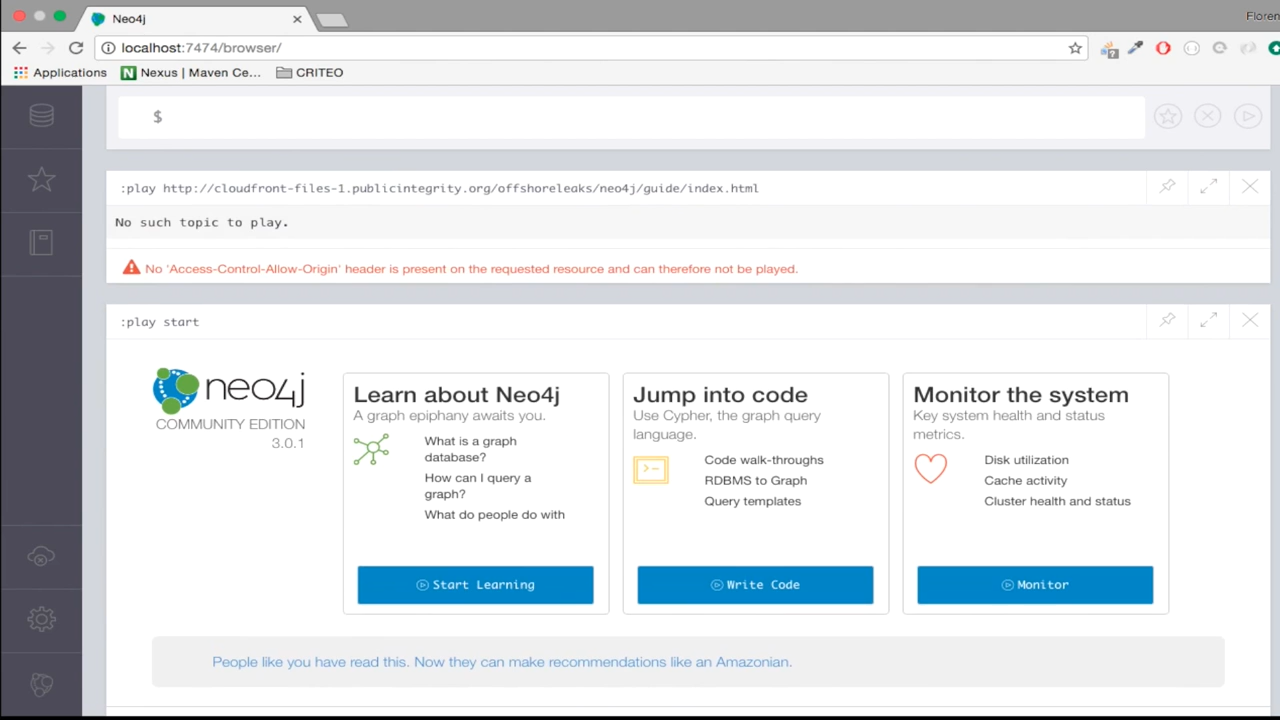 Neo4j
Floren
localhost:7474/browser/
Applications
Nexus | Maven Ce...
CRITEO
$
:play http://cloudfront-files-1.publicintegrity.org/offshoreleaks/neo4j/guide/index.html
No such topic to play.
No 'Access-Control-Allow-Origin' header is present on the requested resource and can therefore not be played.
:play start
neo4j
COMMUNITY EDITION
3.0.1
Learn about Neo4j
A graph epiphany awaits you.
What is a graph
database?
How can I query a
graph?
What do people do with
Start Learning
Jump into code
Use Cypher, the graph query
language.
Code walk-throughs
RDBMS to Graph
Query templates
Write Code
Monitor the system
Key system health and status
metrics.
Disk utilization
Cache activity
Cluster health and status
Monitor
People like you have read this. Now they can make recommendations like an Amazonian.